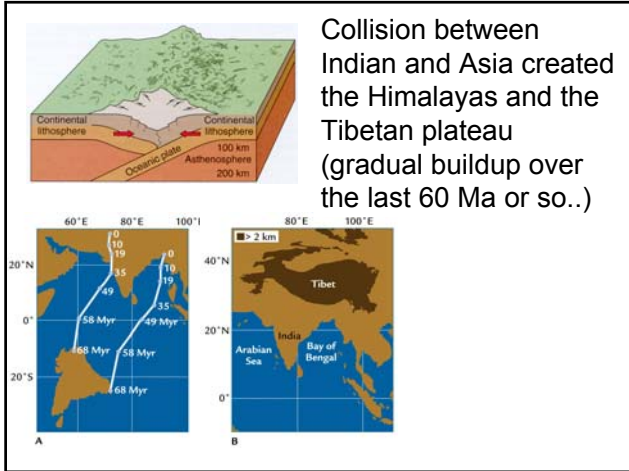 Collision between
Indian and Asia created
the Himalayas and the
Tibetan plateau
(gradual buildup over
the last 60 Ma or so..)
Continental
lithosphere
Continental
lithosphere
Oceanic plate
100 km
Asthenosphere
200 km
60°E 80°E 100°
20°N
0°
20°S
0
10
19
35
49
58 Myr
68 Myr
0
10
19
35
49 Myr
58 Myr
68 Myr
A
80°E 100°E
> 2 km
40°N
20°N
0°
Tibet
India
Arabian
Sea
Bay of
Bengal
B